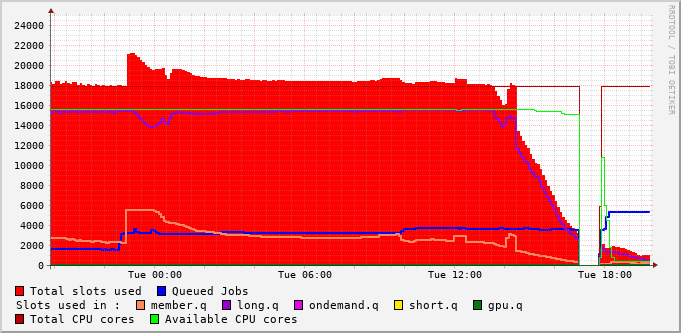 RRDTOOL / TOBI OETIKER
24000
22000
20000
18000
16000
14000
12000
10000
8000
6000
4000
2000
0
Tue 00:00 Tue 06:00 Tue 12:00 Tue 18:00
Total slots used Queued Jobs
Slots used in : member.q long.q ondemand.q short.q gpu.q
Total CPU cores Available CPU cores